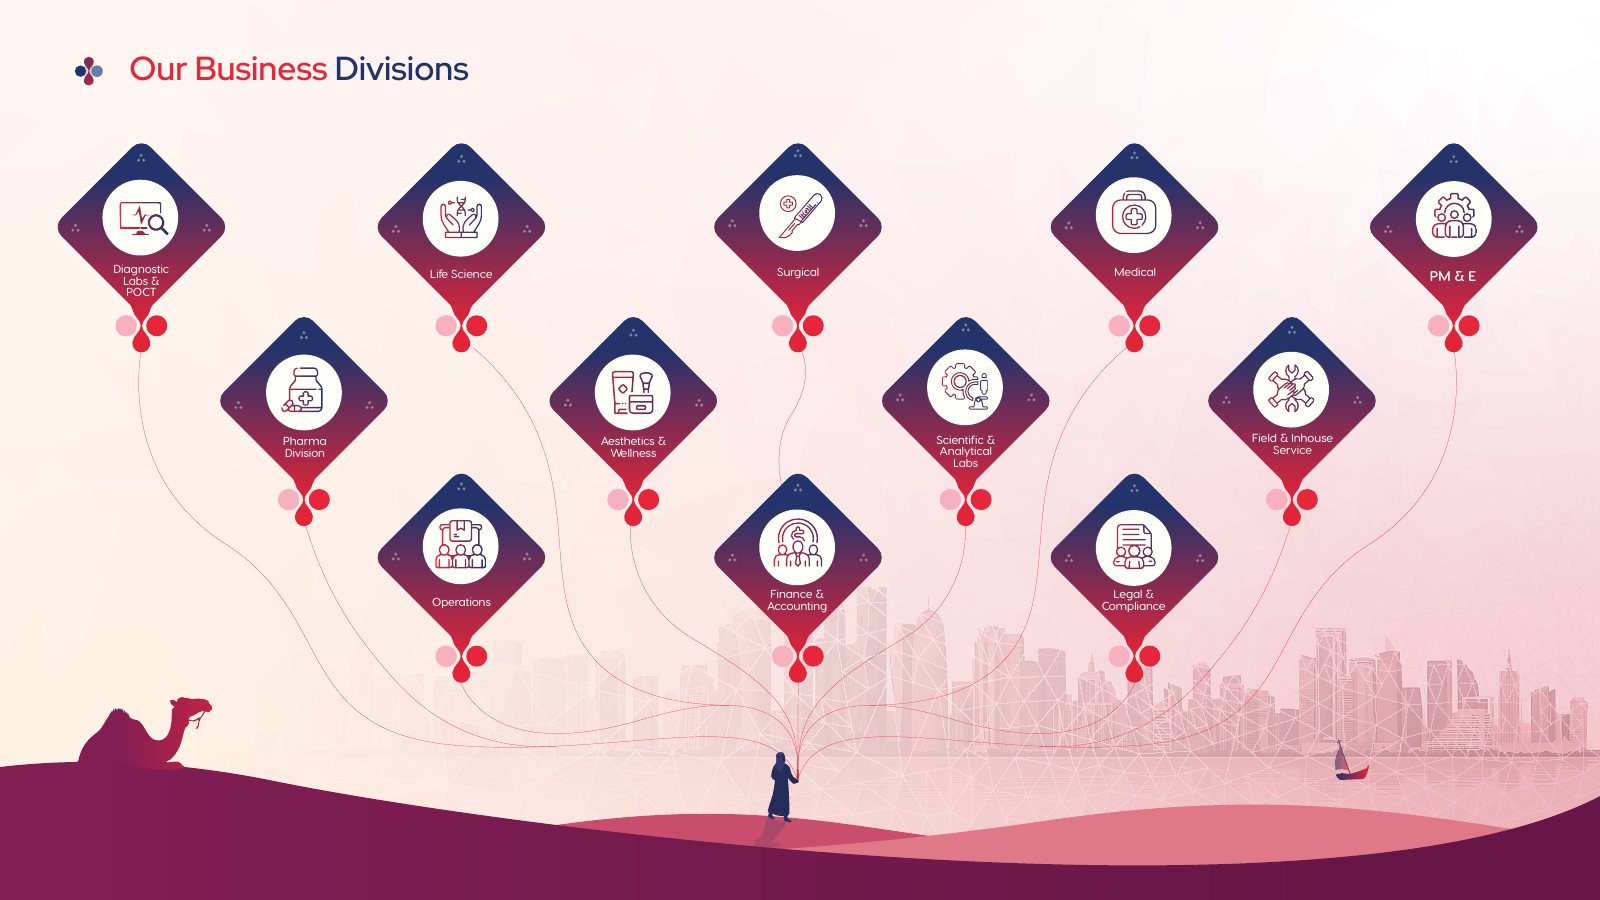 Our Business Divisions
Diagnostic
Labs &
POCT
Life Science
Surgical
Medical
PM & E
Pharma
Division
Aesthetics &
Wellness
Scientific &
Analytical
Labs
Field & Inhouse
Service
Operations
Finance &
Accounting
Legal &
Compliance